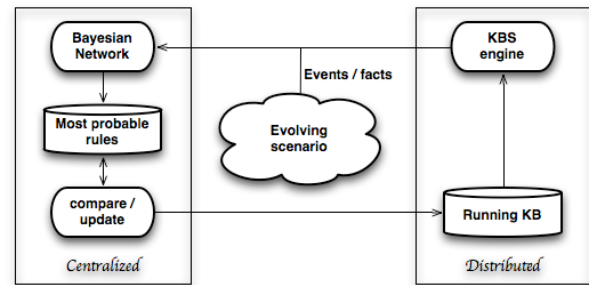 Bayesian
Network
KBS
engine
Events / facts
Most probable
rules
Evolving
scenario
compare /
update
Running KB
Centralized
Distributed